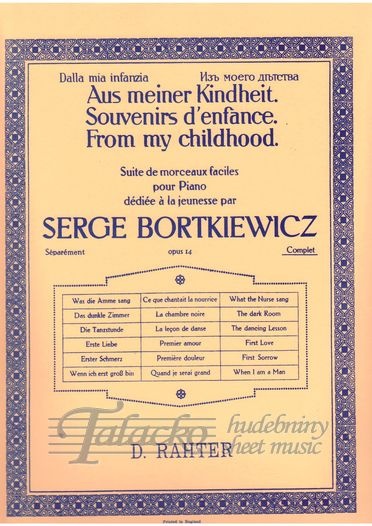 Dalla mia infanzia Изъ моего дѣтства
Aus meiner Kindheit.
Souvenirs d'enfance.
From my childhood.
Suite de morceaux faciles
pour Piano
dédiée à la jeunesse par
SERGE BORTKIEWICZ
Séparément opus 14 Complet
Was die Amme sang Ce que chantait la nourrice What the Nurse sang
Das dunkle Zimmer La chambre noire The dark Room
Die Tanzstunde La leçon de danse The dancing Lesson
Erste Liebe Premier amour First Love
Erster Schmerz Première douleur First Sorrow
Wenn ich erst groß bin Quand je serai grand When I am a Man
Talacko hudebniny
sheet music
D. RAHTER
Printed in England